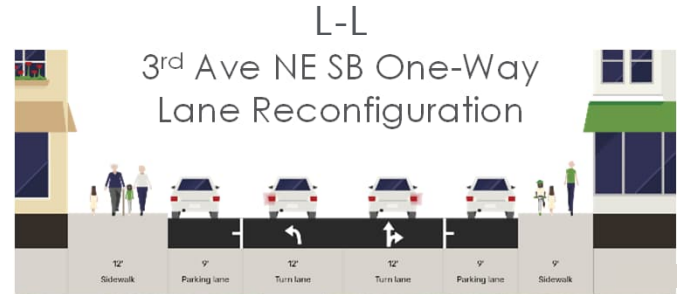 L-L
3rd Ave NE SB One-Way
Lane Reconfiguration
12' 9' 12' 12' 9' 9'
Sidewalk Parking lane Turn lane Turn lane Parking lane Sidewalk